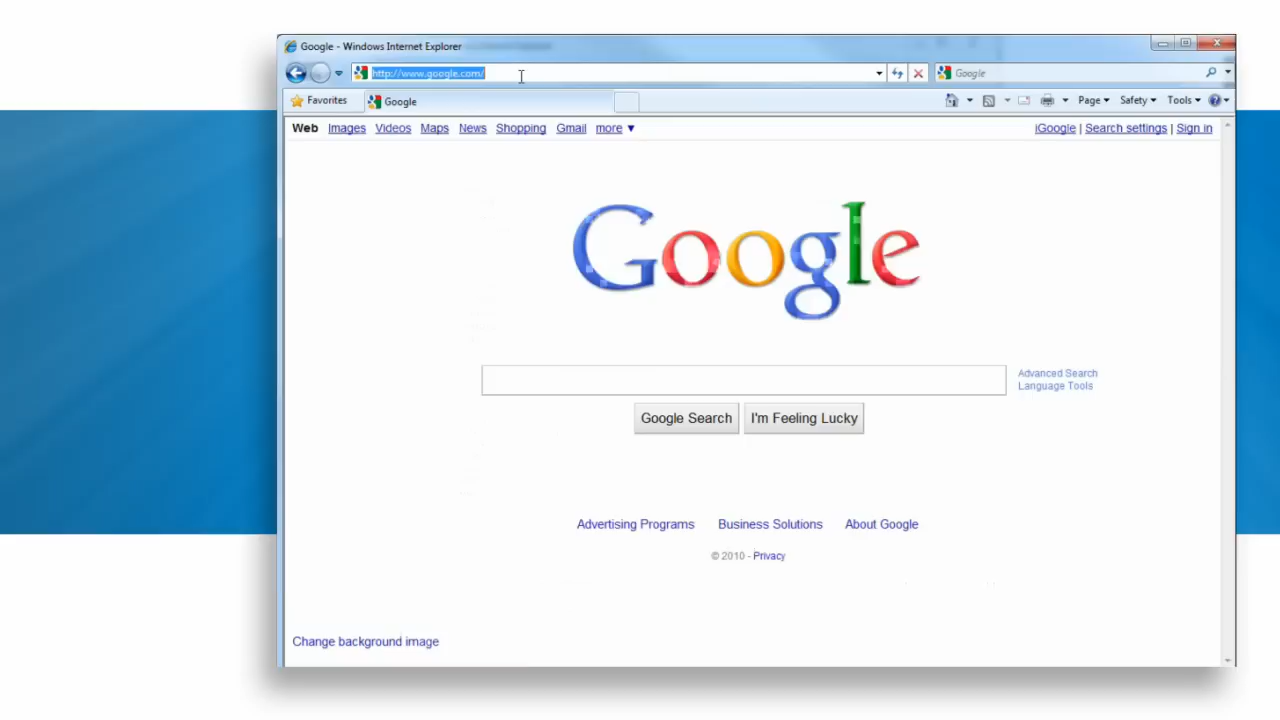 Google - Windows Internet Explorer
http://www.google.com/
Google
Favorites
Google
Page Safety Tools
Web Images Videos Maps News Shopping Gmail more ▼
iGoogle | Search settings | Sign in
Google
Advanced Search
Language Tools
Google Search
I'm Feeling Lucky
Advertising Programs Business Solutions About Google
© 2010 - Privacy
Change background image